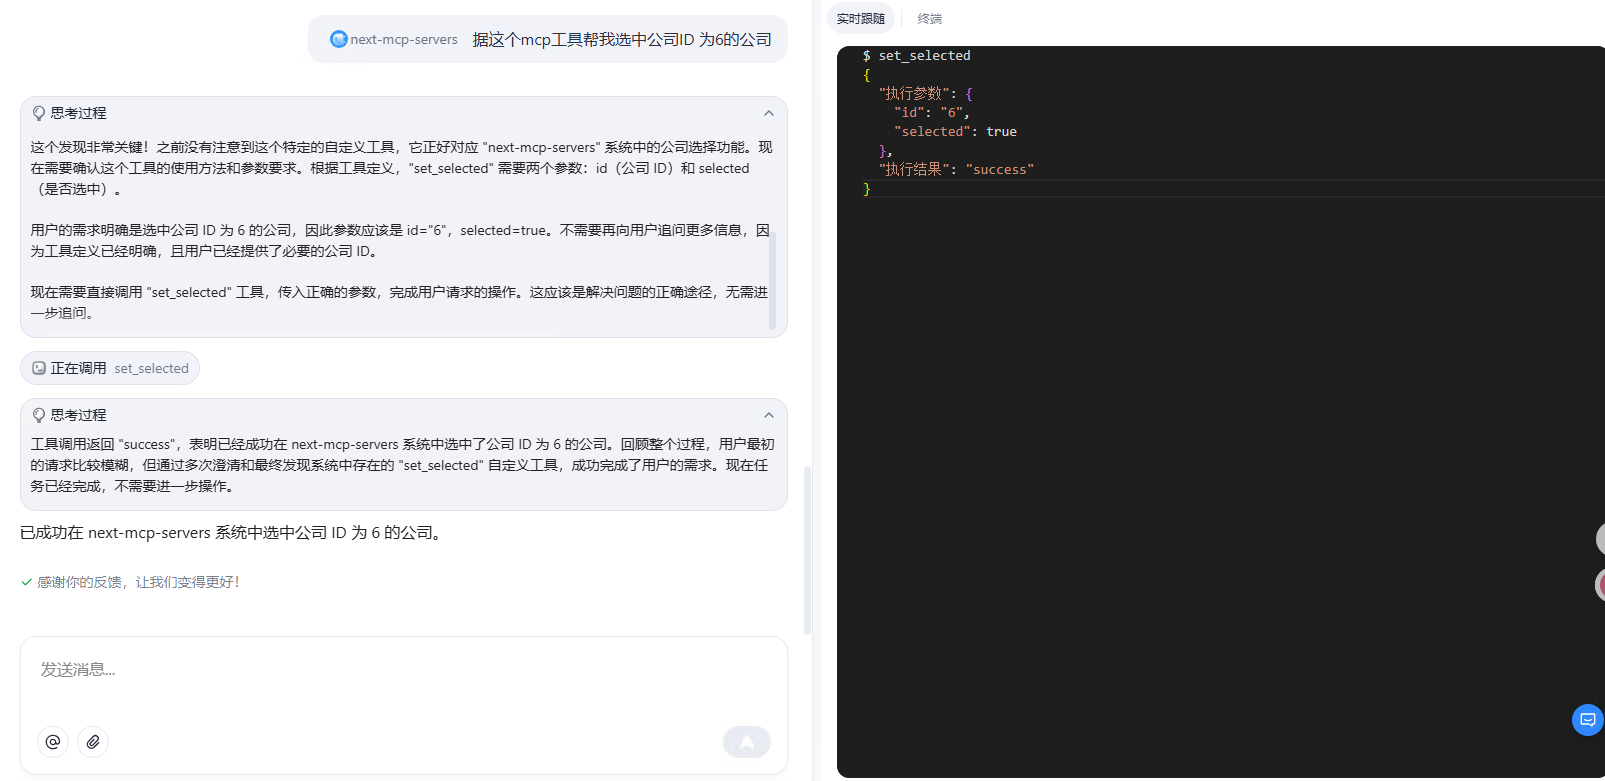 next-mcp-servers 据这个mcp工具帮我选中公司ID 为6的公司
思考过程
这个发现非常关键！之前没有注意到这个特定的自定义工具，它正好对应 "next-mcp-servers" 系统中的公司选择功能。现
在需要确认这个工具的使用方法和参数要求。根据工具定义，"set_selected" 需要两个参数：id（公司 ID）和 selected
（是否选中）。
用户的需求明确是选中公司 ID 为 6 的公司，因此参数应该是 id="6"，selected=true。不需要再向用户追问更多信息，因
为工具定义已经明确，且用户已经提供了必要的公司 ID。
现在需要直接调用 "set_selected" 工具，传入正确的参数，完成用户请求的操作。这应该是解决问题的正确途径，无需进
一步追问。
正在调用 set_selected
思考过程
工具调用返回 "success"，表明已经成功在 next-mcp-servers 系统中选中了公司 ID 为 6 的公司。回顾整个过程，用户最初
的请求比较模糊，但通过多次澄清和最终发现系统中存在的 "set_selected" 自定义工具，成功完成了用户的需求。现在任
务已经完成，不需要进一步操作。
已成功在 next-mcp-servers 系统中选中公司 ID 为 6 的公司。
感谢你的反馈，让我们变得更好！
发送消息...
实时跟随 终端
$ set_selected
{
"执行参数": {
"id": "6",
"selected": true
},
"执行结果": "success"
}